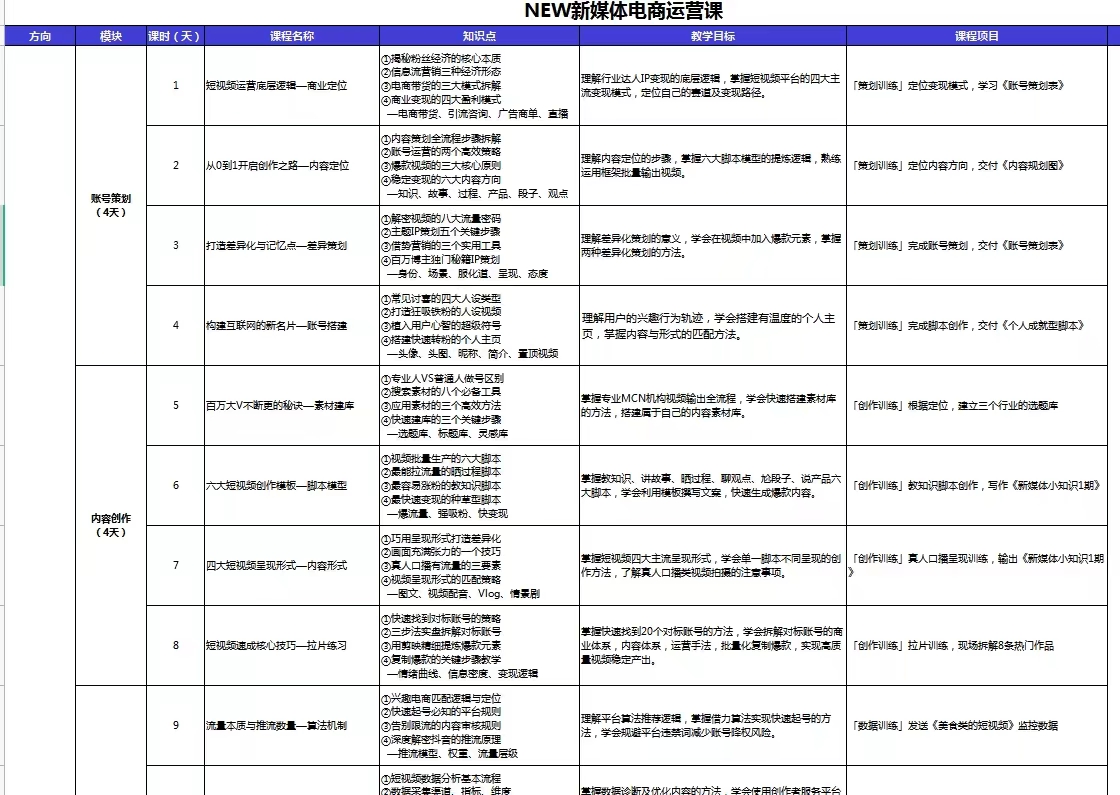 NEW新媒体电商运营课
方向 模块 课时（天） 课程名称 知识点 教学目标 课程项目
账号策划
（4天）
1
短视频运营底层逻辑—商业定位
①揭秘粉丝经济的核心本质
②信息流营销三种经济形态
③电商带货的三大模式拆解
④商业变现的四大盈利模式
—电商带货、引流咨询、广告商单、直播
理解行业达人IP变现的底层逻辑，掌握短视频平台的四大主
流变现模式，定位自己的赛道及变现路径。
「策划训练」定位变现模式，学习《账号策划表》
2
从0到1开启创作之路—内容定位
①内容策划全流程步骤拆解
②账号运营的两个高效策略
③爆款视频的三大核心原则
④稳定变现的六大内容方向
—知识、故事、过程、产品、段子、观点
理解内容定位的步骤，掌握六大脚本模型的提炼逻辑，熟练
运用框架批量输出视频。
「策划训练」定位内容方向，交付《内容规划图》
3
打造差异化与记忆点—差异策划
①解密视频的八大流量密码
②主题IP策划五个关键步骤
③借势营销的三个实用工具
④百万博主独门秘籍IP策划
—身份、场景、服化道、呈现、态度
理解差异化策划的意义，学会在视频中加入爆款元素，掌握
两种差异化策划的方法。
「策划训练」完成账号策划，交付《账号策划表》
4
构建互联网的新名片—账号搭建
①常见讨喜的四大人设类型
②打造狂吸铁粉的人设视频
③植入用户心智的超级符号
④搭建快速转粉的个人主页
—头像、头图、昵称、简介、置顶视频
理解用户的兴趣行为轨迹，学会搭建有温度的个人主
页，掌握内容与形式的匹配方法。
「策划训练」完成脚本创作，交付《个人成就型脚本》
内容创作
（4天）
5
百万大V不断更的秘诀—素材建库
①专业人VS普通人做号区别
②搜索素材的八个必备工具
③应用素材的三个高效方法
④快速建库的三个关键步骤
—选题库、标题库、灵感库
掌握专业MCN机构视频输出全流程，学会快速搭建素材库
的方法，搭建属于自己的内容素材库。
「创作训练」根据定位，建立三个行业的选题库
6
六大短视频创作模板—脚本模型
①视频批量生产的六大脚本
②最能拉流量的晒过程脚本
③最容易涨粉的教知识脚本
④最快速变现的种草型脚本
—爆流量、强吸粉、快变现
掌握教知识、讲故事、晒过程、聊观点、尬段子、说产品六
大脚本，学会利用模板撰写文案，快速生成爆款内容。
「创作训练」教知识脚本创作，写作《新媒体小知识1期》
7
四大短视频呈现形式—内容形式
①巧用呈现形式打造差异化
②画面充满张力的一个技巧
③真人口播有流量的三要素
④视频呈现形式的匹配策略
—图文、视频配音、Vlog、情景剧
掌握短视频四大主流呈现形式，学会单一脚本不同呈现的创
作方法，了解真人口播类视频拍摄的注意事项。
「创作训练」真人口播呈现训练，输出《新媒体小知识1期
》
8
短视频速成核心技巧—拉片练习
①快速找到对标账号的策略
②三步法实盘拆解对标账号
③用剪映精细提炼爆款元素
④复制爆款的关键步骤教学
—情绪曲线、信息密度、变现逻辑
掌握快速找到20个对标账号的方法，学会拆解对标账号的商
业体系，内容体系，运营手法，批量化复制爆款，实现高质
量视频稳定产出。
「创作训练」拉片训练，现场拆解8条热门作品
9
流量本质与推流数量—算法机制
①兴趣电商匹配逻辑与定位
②快速起号必知的平台规则
③告别限流的内容审核规则
④深度解密抖音的推流原理
—推流模型、权重、流量层级
理解平台算法推荐逻辑，掌握借力算法实现快速起号的方
法，学会规避平台违禁词减少账号降权风险。
「数据训练」发送《美食类的短视频》监控数据
①短视频数据分析基本流程
②数据采集渠道、指标、维度
掌握数据诊断及优化内容的方法，学会使用创作者服务平台